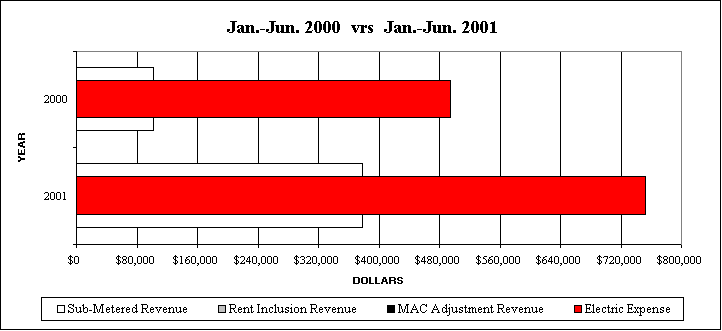 Jan.-Jun. 2000 vrs Jan.-Jun. 2001
YEAR
2000
2001
$0 $80,000 $160,000 $240,000 $320,000 $400,000 $480,000 $560,000 $640,000 $720,000 $800,000
DOLLARS
Sub-Metered Revenue Rent Inclusion Revenue MAC Adjustment Revenue Electric Expense